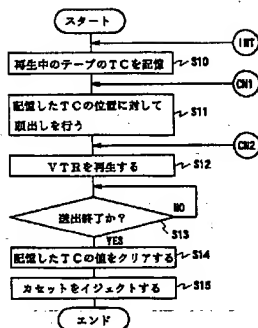 スタート
INT
再生中のテープのTCを記憶
S10
CN1
記憶したTCの位置に対して
頭出しを行う
S11
CN2
VTRを再生する
S12
送出終了か?
NO
S13
YES
S14
記憶したTCの値をクリアする
カセットをイジェクトする
S15
エンド